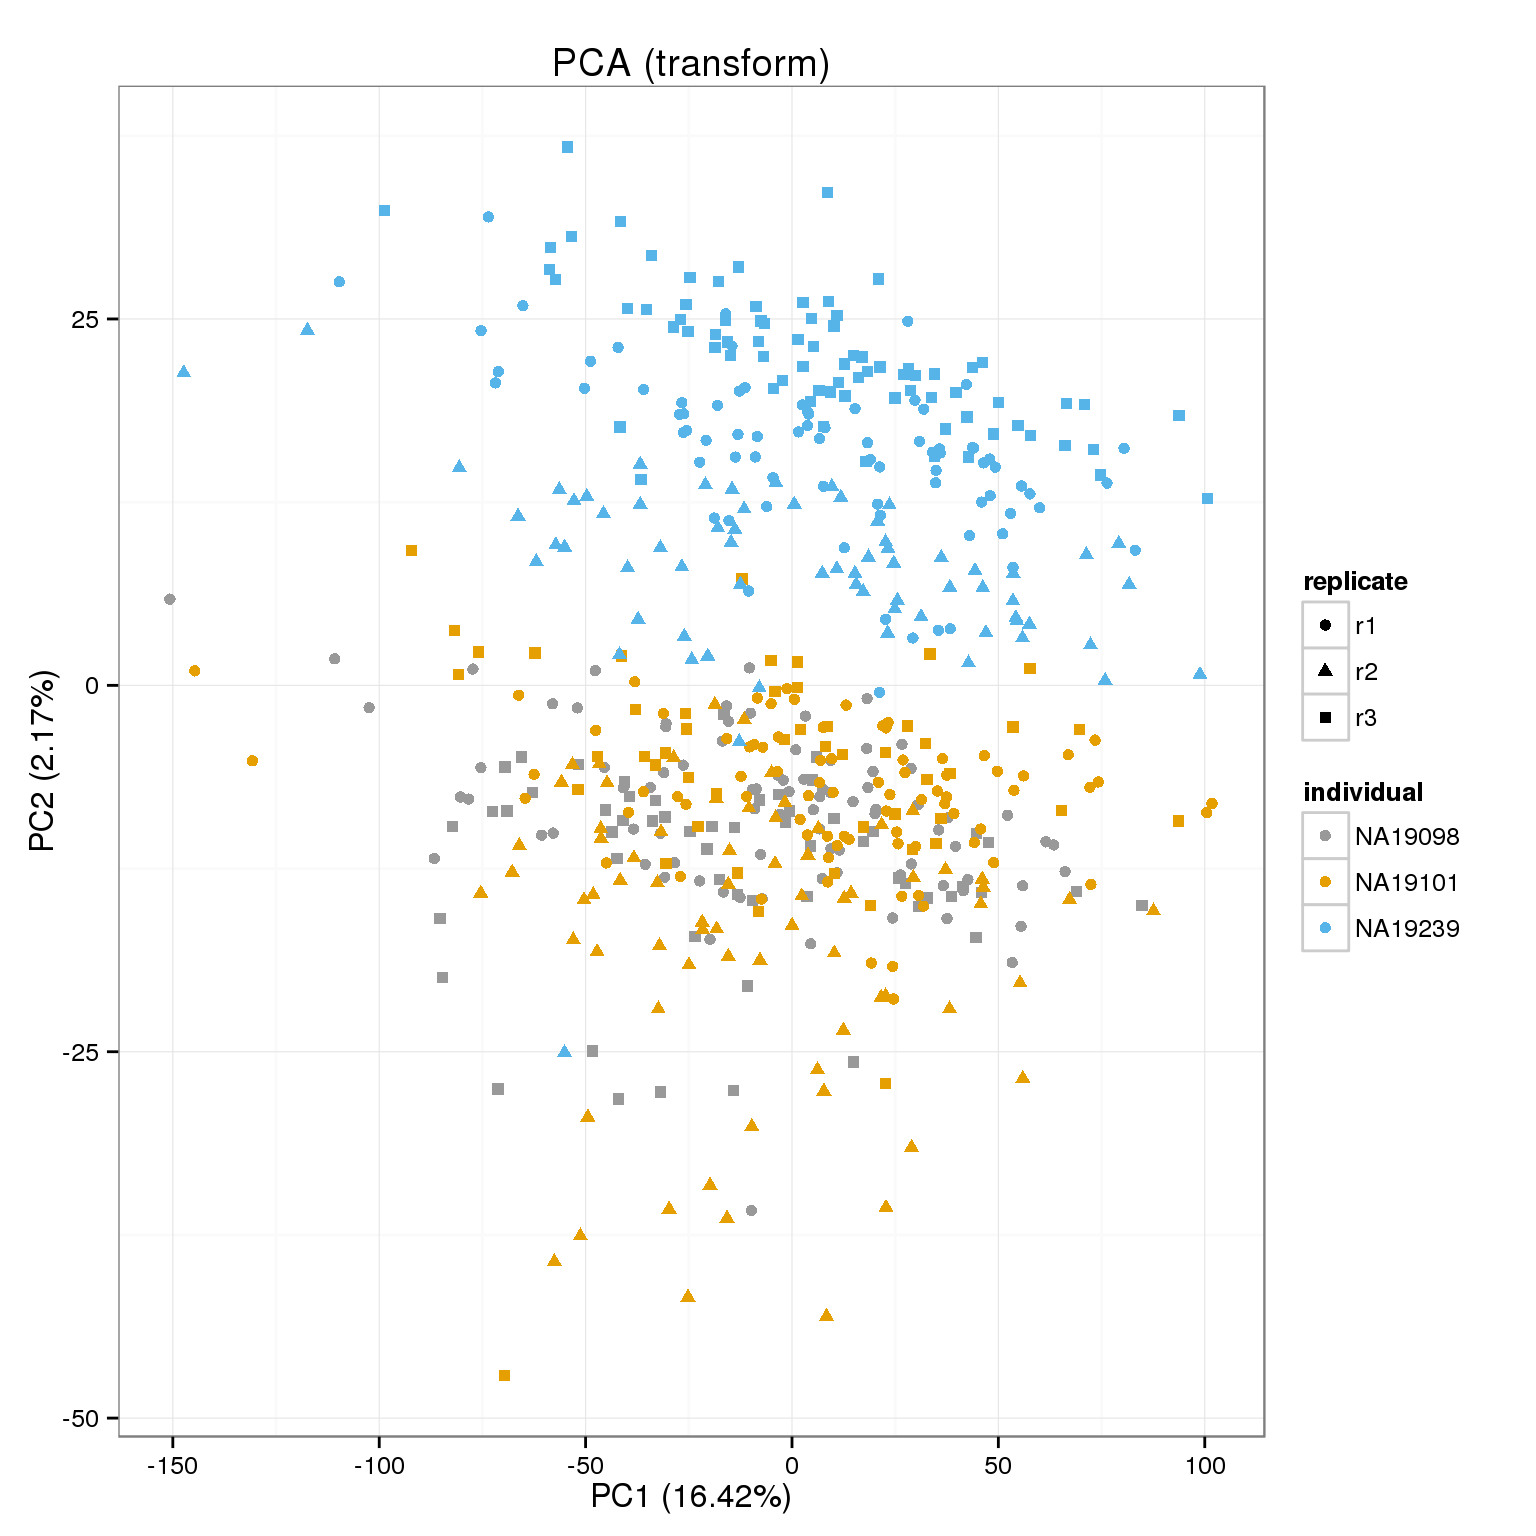 PCA (transform)
25
0
-25
-50
PC2 (2.17%)
-150
-100
-50
0
50
100
PC1 (16.42%)
replicate
r1
r2
r3
individual
NA19098
NA19101
NA19239